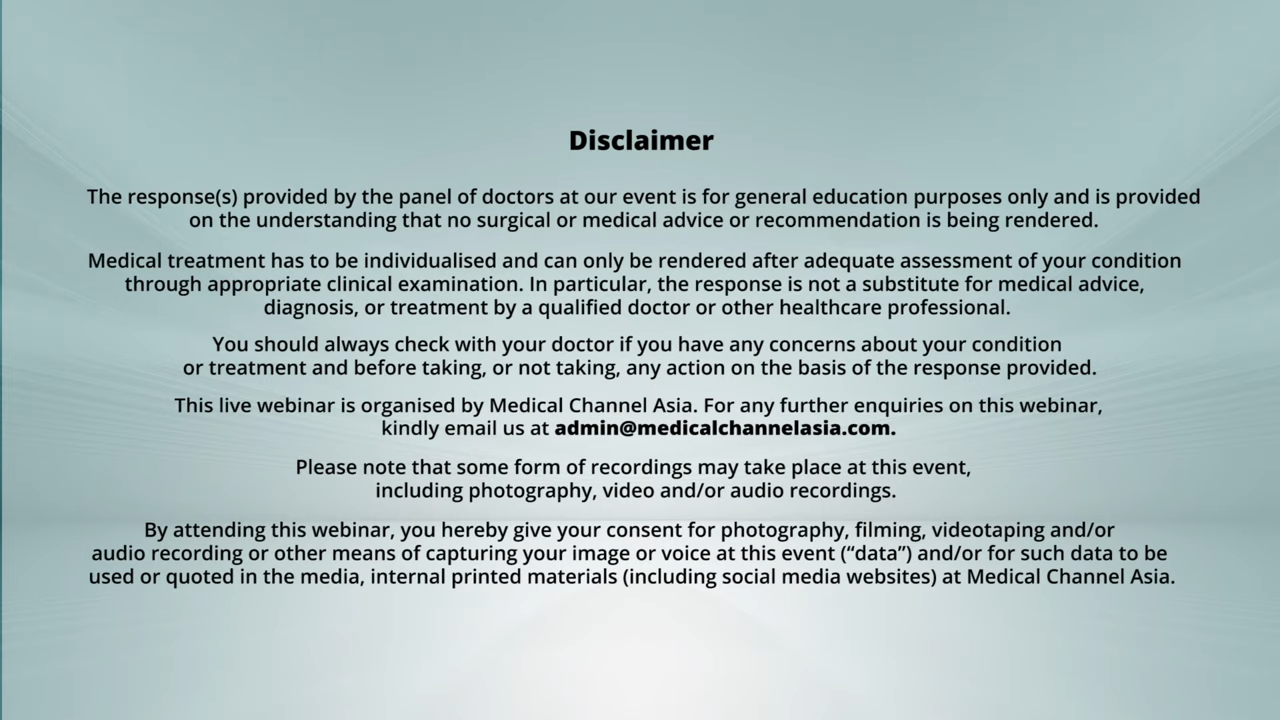 Disclaimer
The response(s) provided by the panel of doctors at our event is for general education purposes only and is provided
on the understanding that no surgical or medical advice or recommendation is being rendered.
Medical treatment has to be individualised and can only be rendered after adequate assessment of your condition
through appropriate clinical examination. In particular, the response is not a substitute for medical advice,
diagnosis, or treatment by a qualified doctor or other healthcare professional.
You should always check with your doctor if you have any concerns about your condition
or treatment and before taking, or not taking, any action on the basis of the response provided.
This live webinar is organised by Medical Channel Asia. For any further enquiries on this webinar,
kindly email us at admin@medicalchannelasia.com.
Please note that some form of recordings may take place at this event,
including photography, video and/or audio recordings.
By attending this webinar, you hereby give your consent for photography, filming, videotaping and/or
audio recording or other means of capturing your image or voice at this event (“data”) and/or for such data to be
used or quoted in the media, internal printed materials (including social media websites) at Medical Channel Asia.